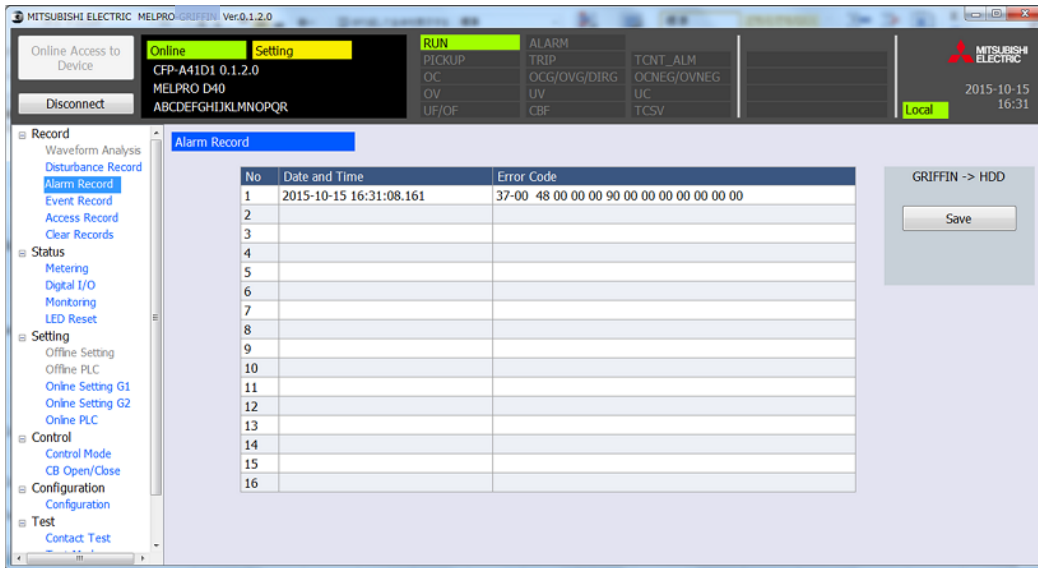 MITSUBISHI ELECTRIC MELPRO GRIFFIN Ver.0.1.2.0
Online Access to Device
Disconnect
Online Setting
CFP-A41D1 0.1.2.0
MELPRO D40
ABCDEFGHIJKLMNOPQR
RUN ALARM
PICKUP TRIP TCNT_ALM
OC OCG/OVG/DIRG OCNEG/OVNEG
OV UV UC
UF/OF CBF TCSV
Local
MITSUBISHI
ELECTRIC
2015-10-15
16:31
Record
Waveform Analysis
Disturbance Record
Alarm Record
Event Record
Access Record
Clear Records
Status
Metering
Digital I/O
Monitoring
LED Reset
Setting
Offline Setting
Offline PLC
Online Setting G1
Online Setting G2
Online PLC
Control
Control Mode
CB Open/Close
Configuration
Configuration
Test
Contact Test
Alarm Record
No Date and Time Error Code
1 2015-10-15 16:31:08.161 37-00 48 00 00 00 90 00 00 00 00 00 00 00
2
3
4
5
6
7
8
9
10
11
12
13
14
15
16
GRIFFIN -> HDD
Save